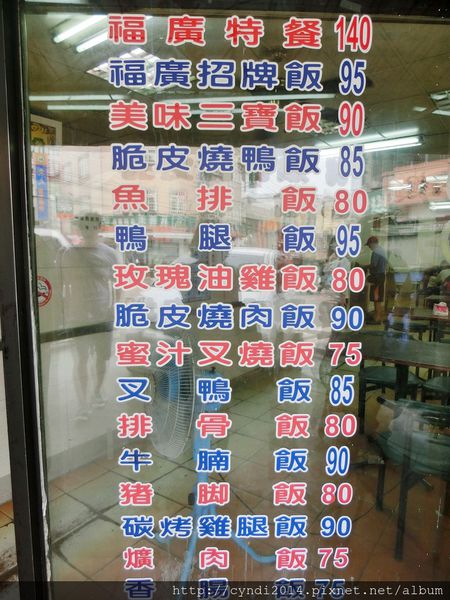 福廣特餐 140
福廣招牌飯 95
美味三寶飯 90
脆皮燒鴨飯 85
魚排飯 80
鴨腿飯 95
玫瑰油雞飯 80
脆皮燒肉飯 90
蜜汁叉燒飯 75
叉鴨飯 85
排骨飯 80
牛腩飯 90
豬脚飯 80
碳烤雞腿飯 90
爌肉飯 75
香腸飯 75
http://cyndi2014.pixnet.net/album